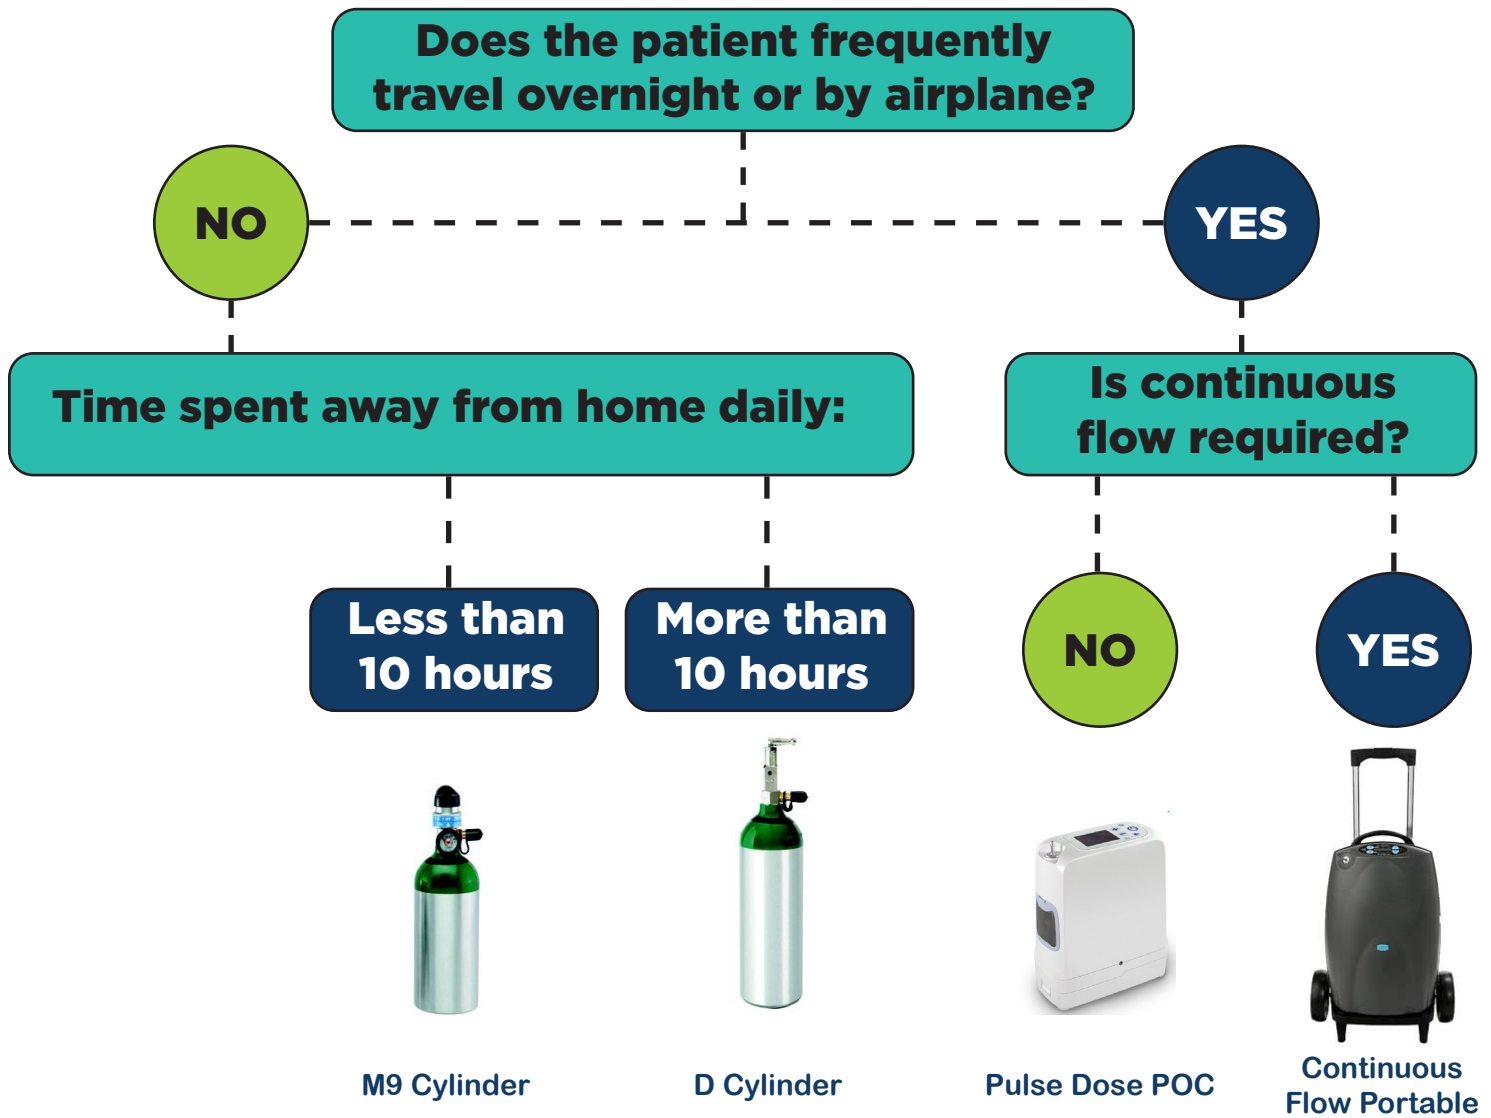 Does the patient frequently
travel overnight or by airplane?
NO
YES
Time spent away from home daily:
Is continuous
flow required?
Less than
10 hours
More than
10 hours
NO
YES
M9 Cylinder
D Cylinder
Pulse Dose POC
Continuous
Flow Portable